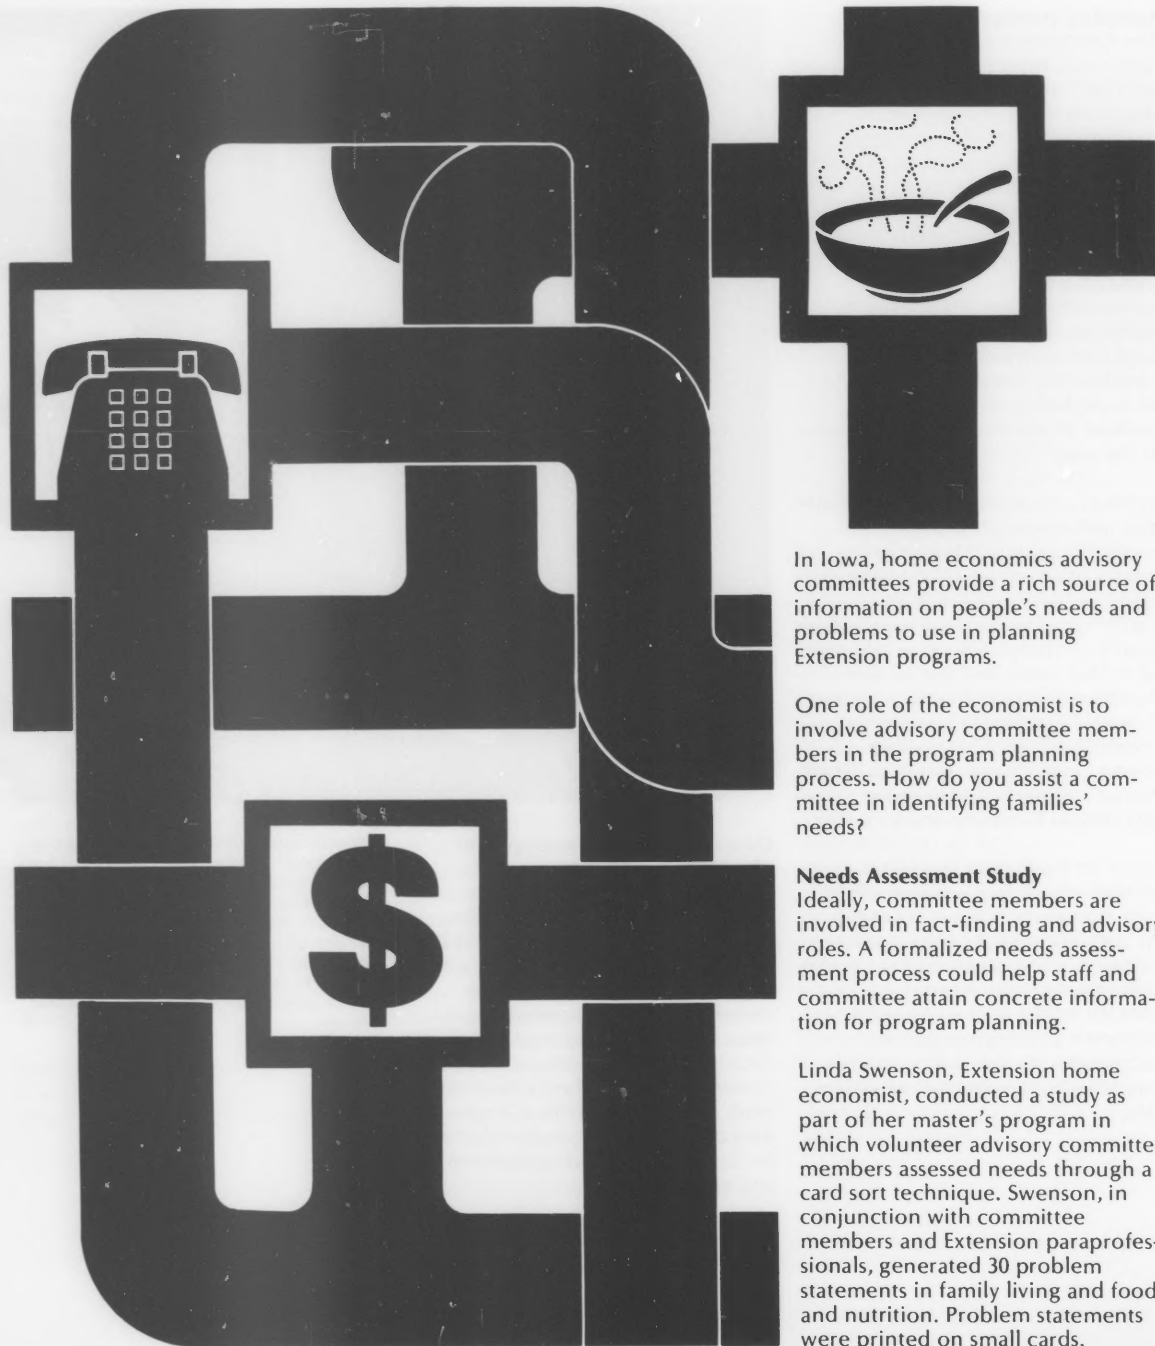 $
In Iowa, home economics advisory
committees provide a rich source of
information on people's needs and
problems to use in planning
Extension programs.
One role of the economist is to
involve advisory committee mem-
bers in the program planning
process. How do you assist a com-
mittee in identifying families'
needs?
Needs Assessment Study
Ideally, committee members are
involved in fact-finding and advisory
roles. A formalized needs assess-
ment process could help staff and
committee attain concrete informa-
tion for program planning.
Linda Swenson, Extension home
economist, conducted a study as
part of her master's program in
which volunteer advisory committe
members assessed needs through a
card sort technique. Swenson, in
conjunction with committee
members and Extension paraprofes-
sionals, generated 30 problem
statements in family living and food
and nutrition. Problem statements
were printed on small cards.